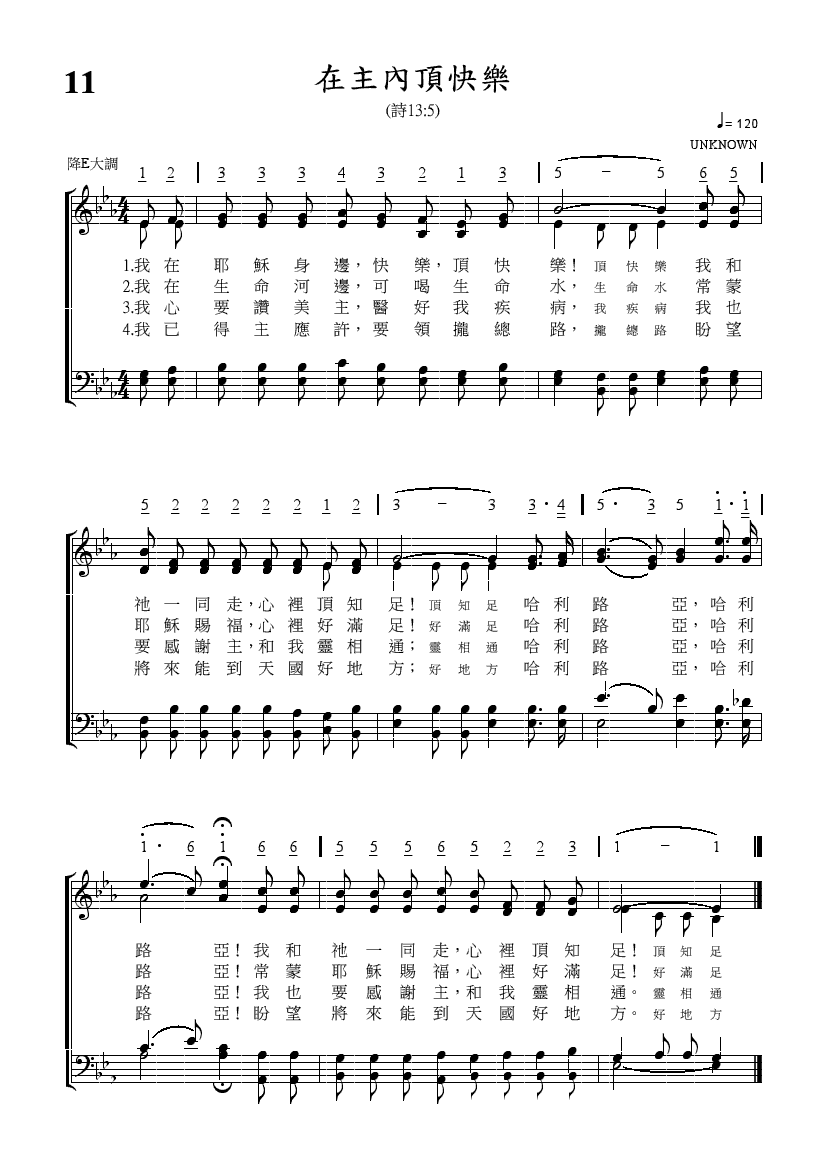 11
在主內頂快樂
(詩13:5)
♩= 120
UNKNOWN
降E大調
1 2 | 3 3 3 4 3 2 1 3 | 5 – 5 6 5 |
1.我在 耶穌身邊,快樂,頂快樂! 頂快樂 我和
2.我在 生命河邊,可喝生命水, 生命水 常蒙
3.我心 要讚美主,醫好我疾病, 我疾病 我也
4.我已 得主應許,要領攏總路, 攏總路 盼望
5 2 2 2 2 2 1 2 | 3 – 3 3· 4 | 5· 3 5 1· 1 |
祂一同走,心裡頂知足! 頂知足 哈利路 亞,哈利
耶穌賜福,心裡好滿足! 好滿足 哈利路 亞,哈利
要感謝主,和我靈相通; 靈相通 哈利路 亞,哈利
將來能到天國好地方; 好地方 哈利路 亞,哈利
1· 6 1 6 6 | 5 5 5 6 5 2 2 3 | 1 – 1
路 亞! 我和祂一同走,心裡頂知足! 頂知足
路 亞! 常蒙耶穌賜福,心裡好滿足! 好滿足
路 亞! 我也要感謝主,和我靈相通。 靈相通
路 亞! 盼望將來能到天國好地方。 好地方